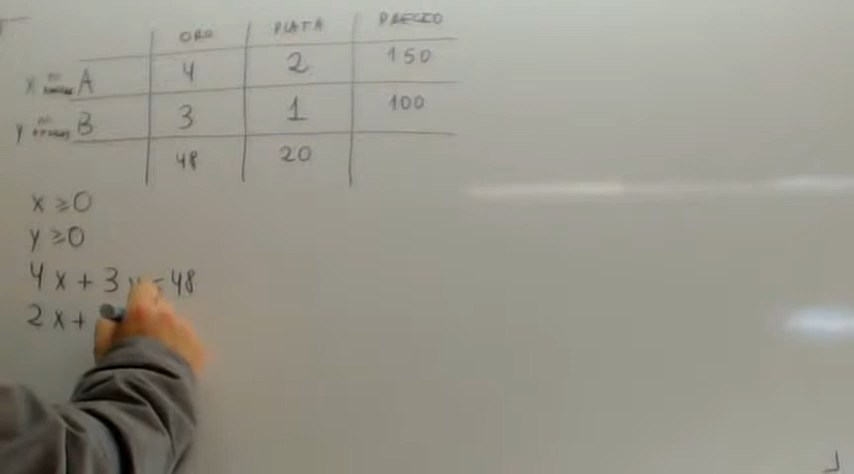 ORO PLATA PRECIO
x A 4 2 150
y B 3 1 100
48 20
x ≥ 0
y ≥ 0
4x + 3y 48
2x +